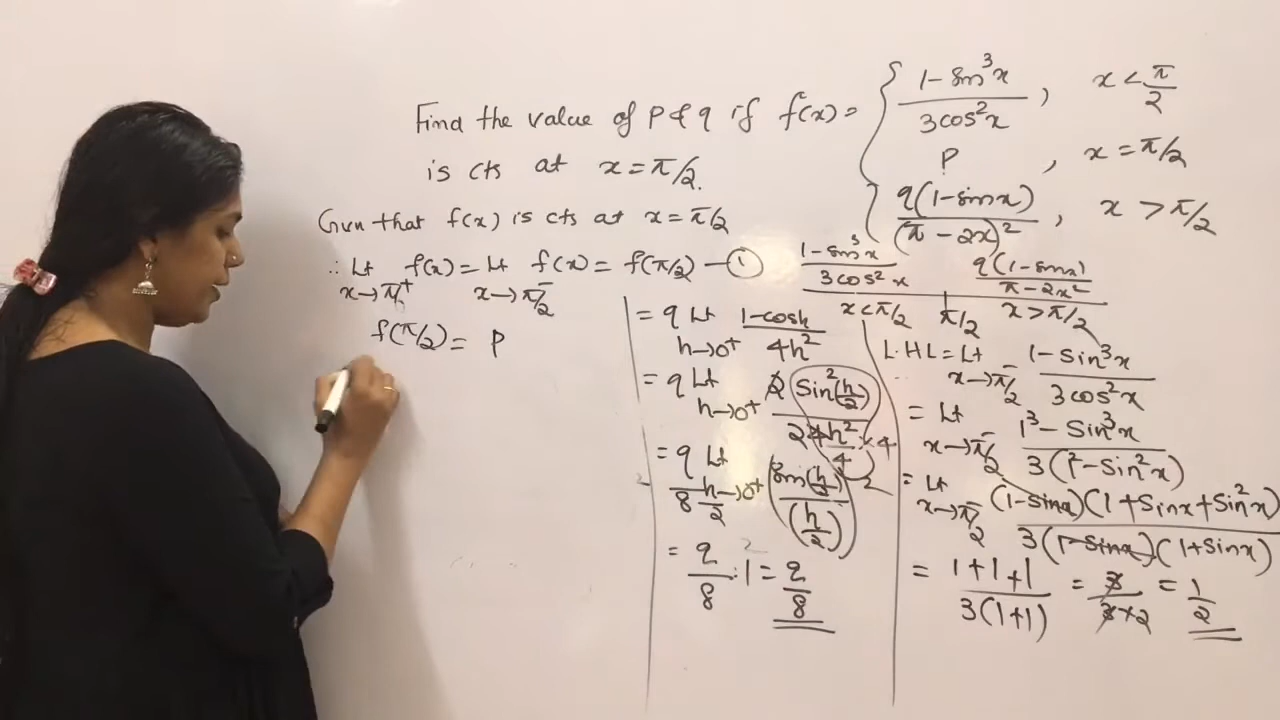 Find the value of P & q if f(x) = { 1-sin³x / 3cos²x , x < π/2
P , x = π/2
q(1-sinx) / (π-2x)² , x > π/2
is cts at x = π/2.
Given that f(x) is cts at x = π/2
∴ Lt x→π/2⁺ f(x) = Lt x→π/2⁻ f(x) = f(π/2) — ①
f(π/2) = P
1-sin³x / 3cos²x q(1-sinx) / π-2x²
x<π/2 π/2 x>π/2
= q Lt h→0⁺ 1-cosh / 4h²
= q Lt h→0⁺ 2 sin²(h/2) / 24h²/4 ×4
= q/8 Lt h/2→0⁺ (sin(h/2) / (h/2))²
= q/8 · 1² = q/8
L.HL = Lt x→π/2⁻ 1-sin³x / 3cos²x
= Lt x→π/2⁻ 1³-Sin³x / 3(1²-Sin²x)
= Lt x→π/2⁻ (1-sinx)(1+Sinx+Sin²x) / 3(1-Sinx)(1+Sinx)
= 1+1+1 / 3(1+1) = 3 / 3×2 = 1/2